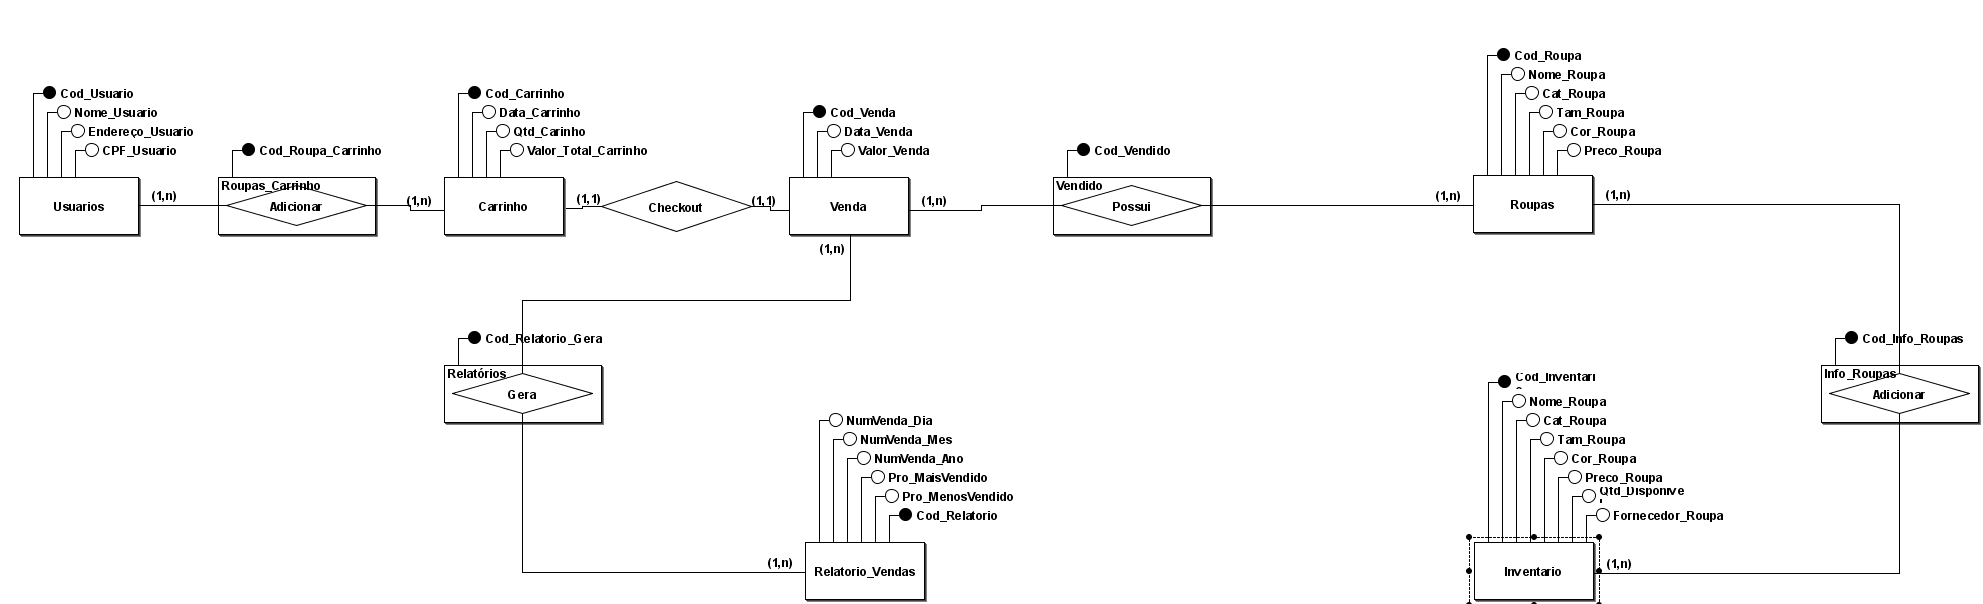 Cod_Usuario
Nome_Usuario
Endereço_Usuario
CPF_Usuario
Usuarios
(1,n)
Cod_Roupa_Carrinho
Roupas_Carrinho
Adicionar
(1,n)
Cod_Carrinho
Data_Carrinho
Qtd_Carinho
Valor_Total_Carrinho
Carrinho
(1,1)
Checkout
(1,1)
Cod_Venda
Data_Venda
Valor_Venda
Venda
(1,n)
(1,n)
Cod_Vendido
Vendido
Possui
(1,n)
Cod_Roupa
Nome_Roupa
Cat_Roupa
Tam_Roupa
Cor_Roupa
Preco_Roupa
Roupas
(1,n)
Cod_Relatorio_Gera
Relatórios
Gera
NumVenda_Dia
NumVenda_Mes
NumVenda_Ano
Pro_MaisVendido
Pro_MenosVendido
Cod_Relatorio
(1,n)
Relatorio_Vendas
Cod_Inventari
Nome_Roupa
Cat_Roupa
Tam_Roupa
Cor_Roupa
Preco_Roupa
Qtd_Disponive
Fornecedor_Roupa
Inventario
(1,n)
Cod_Info_Roupas
Info_Roupas
Adicionar